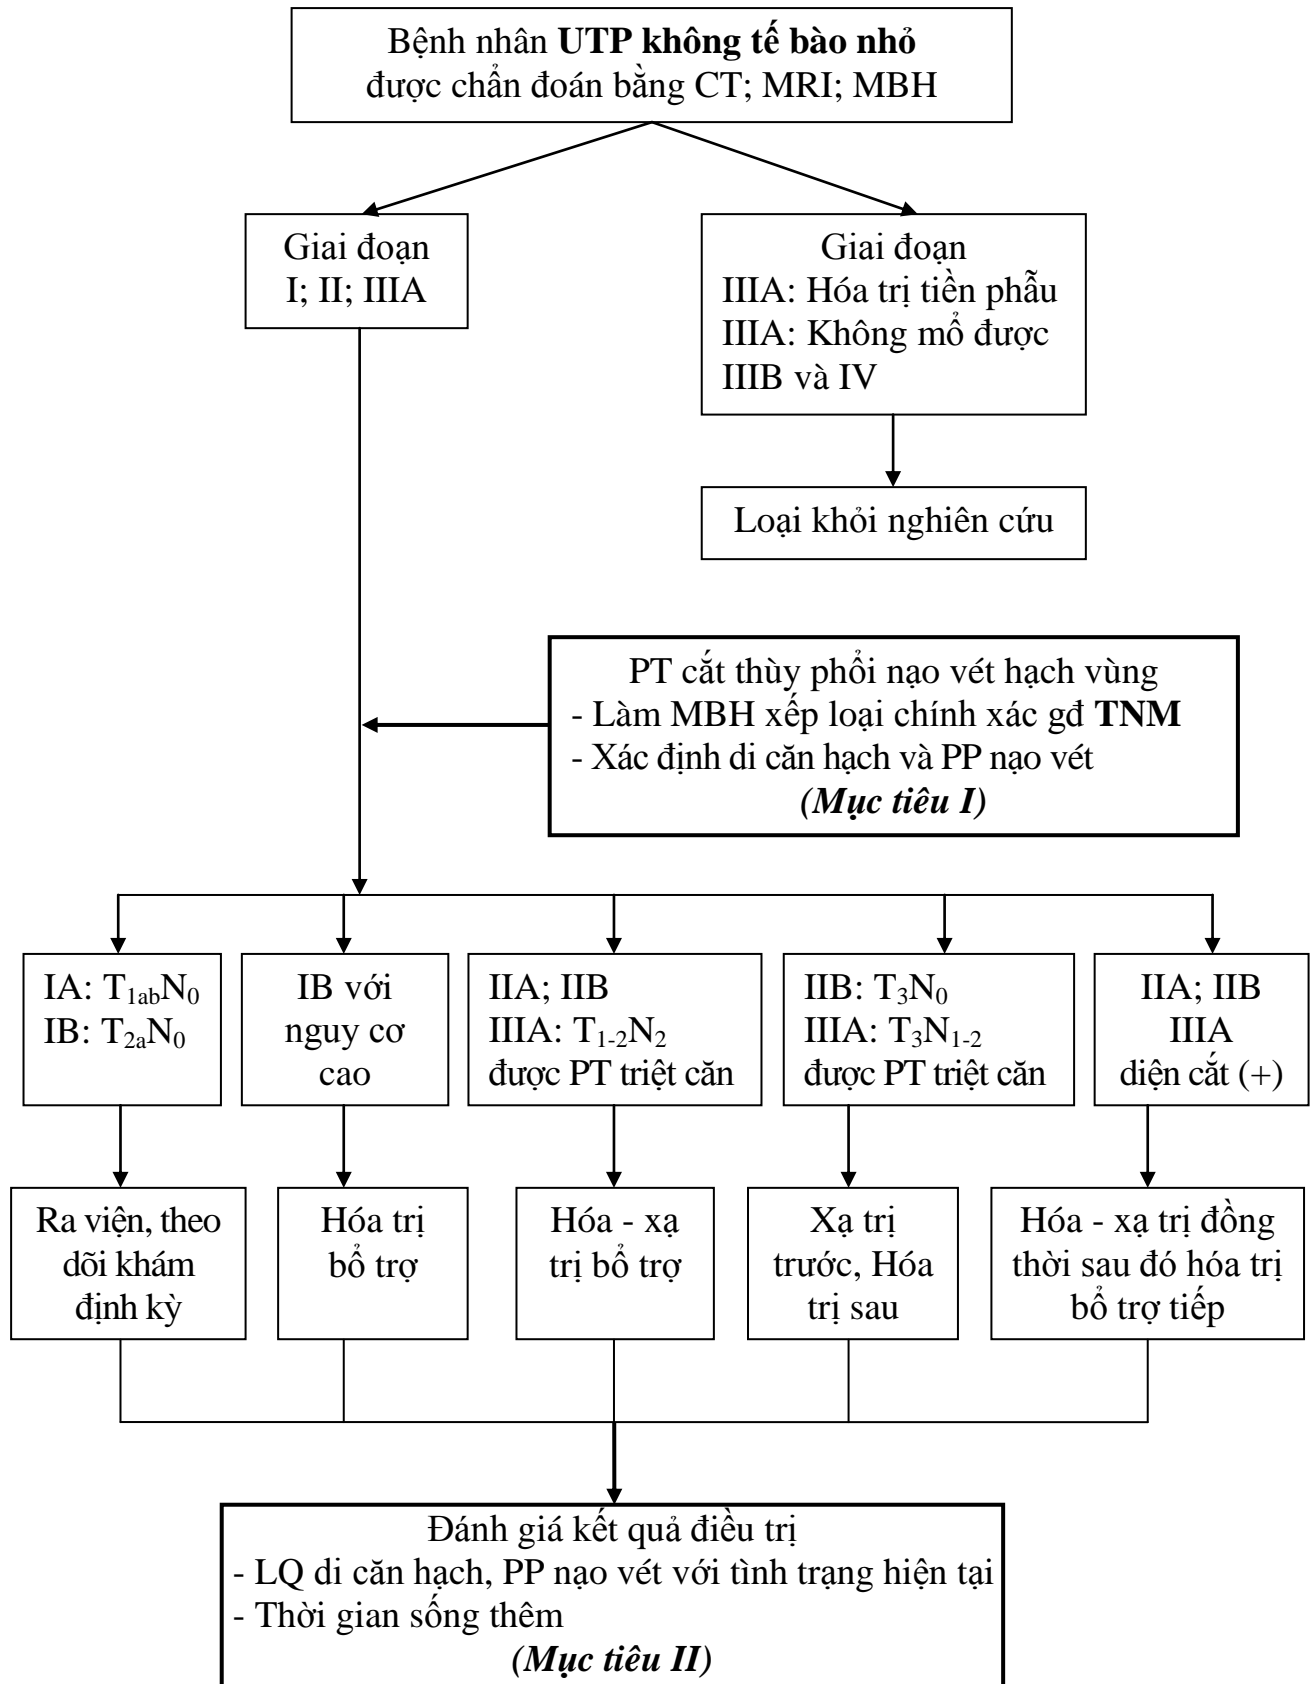 Bệnh nhân UTP không tế bào nhỏ
được chẩn đoán bằng CT; MRI; MBH
Giai đoạn
I; II; IIIA
Giai đoạn
IIIA: Hóa trị tiền phẫu
IIIA: Không mổ được
IIIB và IV
Loại khỏi nghiên cứu
PT cắt thùy phổi nạo vét hạch vùng
- Làm MBH xếp loại chính xác gđ TNM
- Xác định di căn hạch và PP nạo vét
(Mục tiêu I)
IA: T1abN0
IB: T2aN0
IB với
nguy cơ
cao
IIA; IIB
IIIA: T1-2N2
được PT triệt căn
IIB: T3N0
IIIA: T3N1-2
được PT triệt căn
IIA; IIB
IIIA
diện cắt (+)
Ra viện, theo
dõi khám
định kỳ
Hóa trị
bổ trợ
Hóa - xạ
trị bổ trợ
Xạ trị
trước, Hóa
trị sau
Hóa - xạ trị đồng
thời sau đó hóa trị
bổ trợ tiếp
Đánh giá kết quả điều trị
- LQ di căn hạch, PP nạo vét với tình trạng hiện tại
- Thời gian sống thêm
(Mục tiêu II)